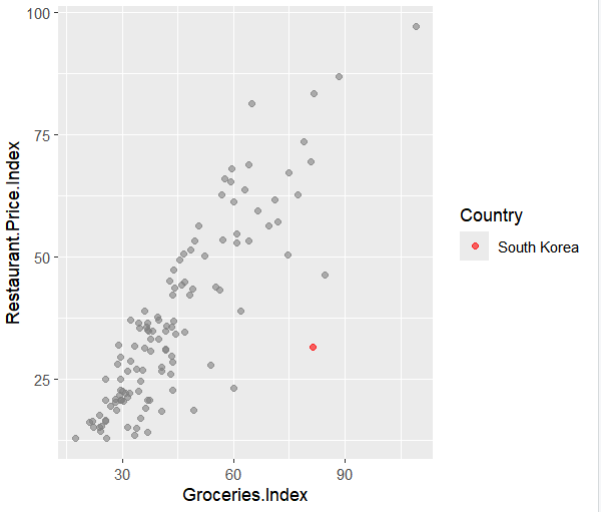 100
75
50
25
Restaurant.Price.Index
30 60 90
Groceries.Index
Country
South Korea